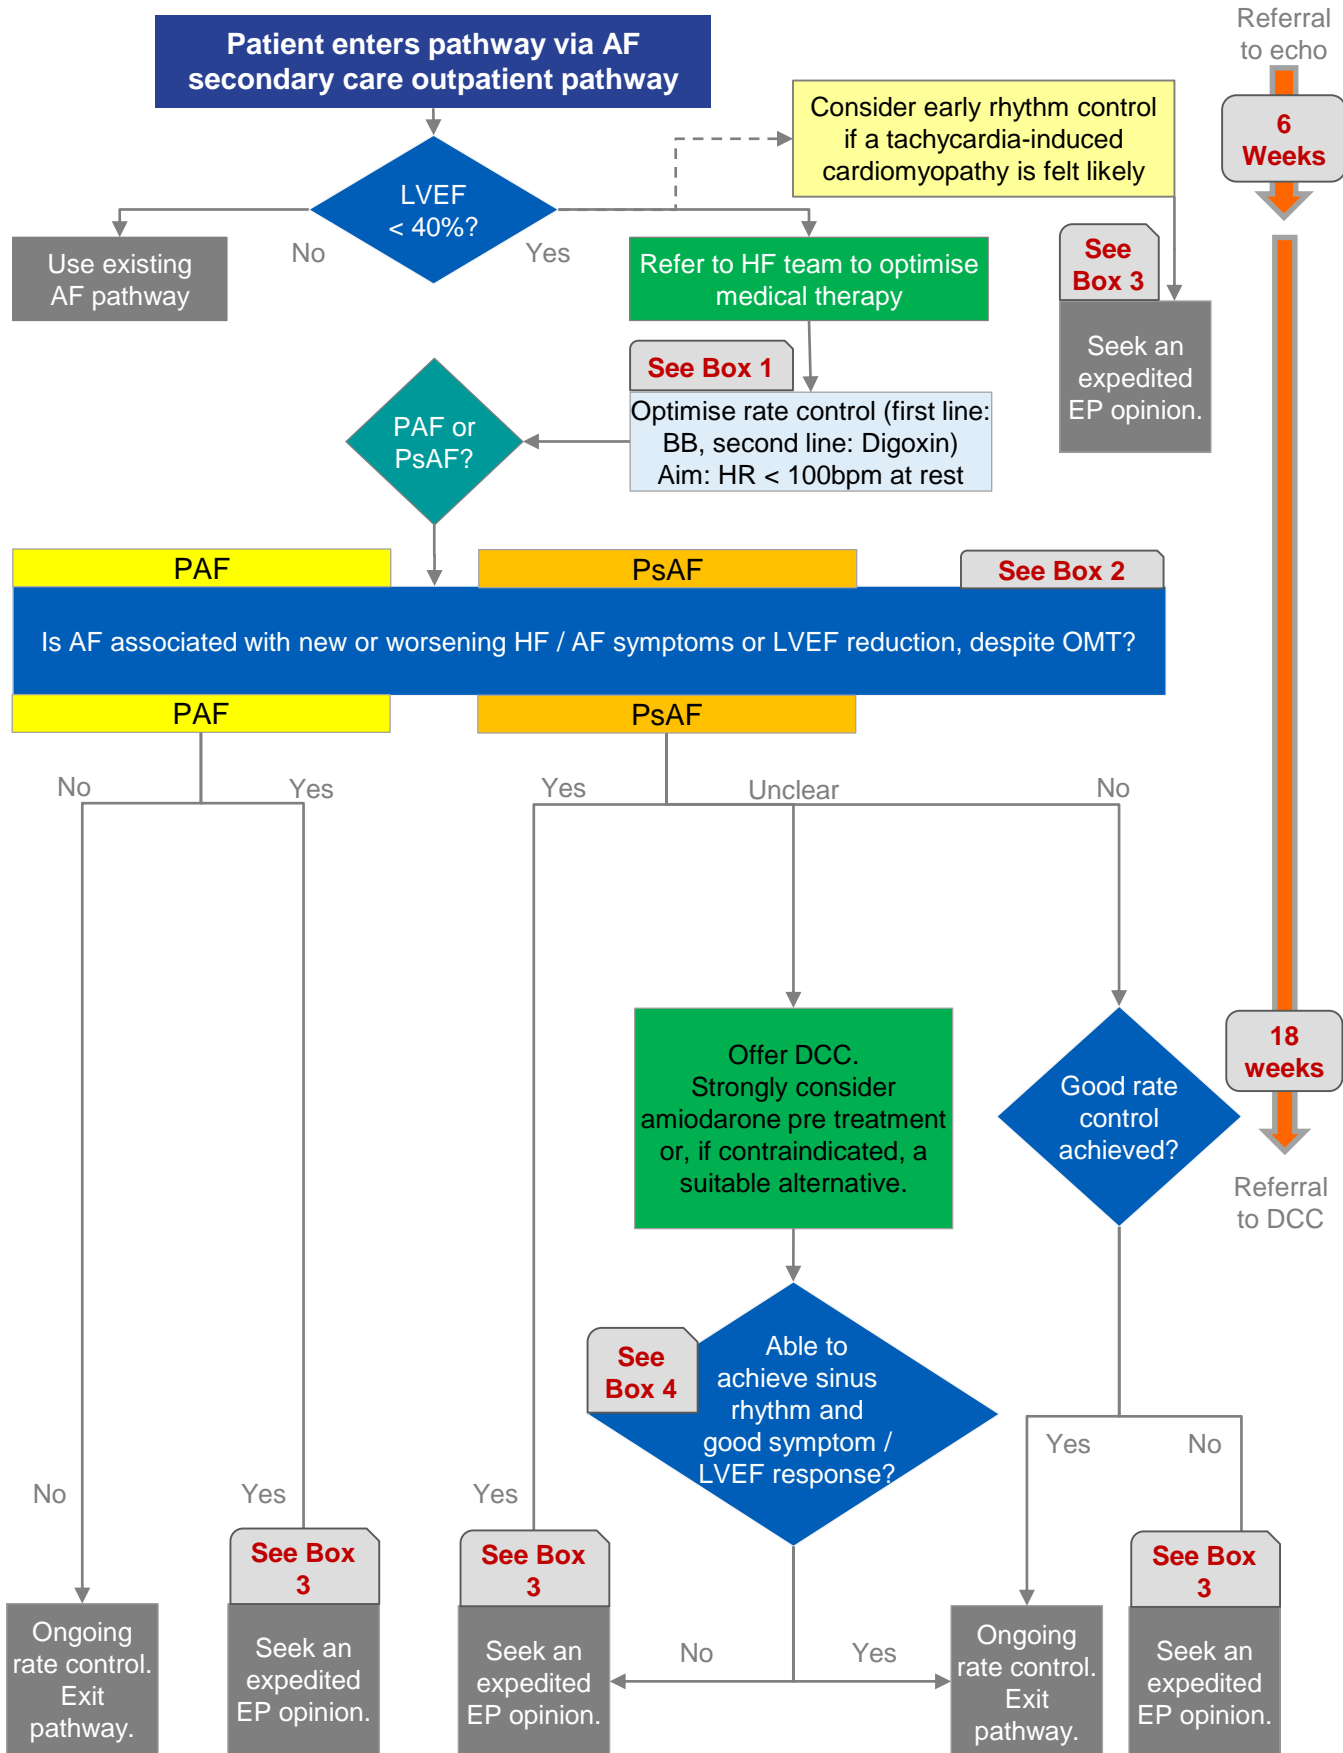 Referral
to echo
Patient enters pathway via AF
secondary care outpatient pathway
Consider early rhythm control
if a tachycardia-induced
cardiomyopathy is felt likely
6
Weeks
LVEF
< 40%?
No
Yes
Use existing
AF pathway
Refer to HF team to optimise
medical therapy
See
Box 3
Seek an
expedited
EP opinion.
See Box 1
Optimise rate control (first line:
BB, second line: Digoxin)
Aim: HR < 100bpm at rest
PAF or
PsAF?
PAF
PsAF
See Box 2
Is AF associated with new or worsening HF / AF symptoms or LVEF reduction, despite OMT?
PAF
PsAF
No
Yes
Yes
Unclear
No
Offer DCC.
Strongly consider
amiodarone pre treatment
or, if contraindicated, a
suitable alternative.
Good rate
control
achieved?
18
weeks
Referral
to DCC
See
Box 4
Able to
achieve sinus
rhythm and
good symptom /
LVEF response?
Yes
No
No
Yes
Yes
See Box
3
See Box
3
See Box
3
Ongoing
rate control.
Exit
pathway.
Seek an
expedited
EP opinion.
Seek an
expedited
EP opinion.
No
Yes
Ongoing
rate control.
Exit
pathway.
Seek an
expedited
EP opinion.